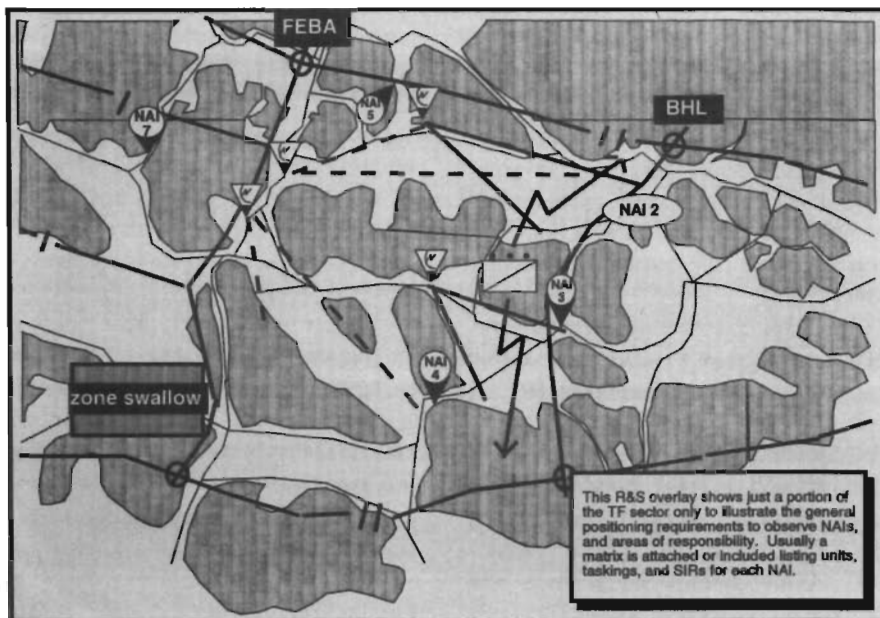 FEBA
BHL
NAI
7
NAI
5
NAI 2
NAI
3
NAI
4
zone swallow
This R&S overlay shows just a portion of
the TF sector only to illustrate the general
positioning requirements to observe NAIs,
and areas of responsibility. Usually a
matrix is attached or included listing units,
taskings, and SIRs for each NAI.